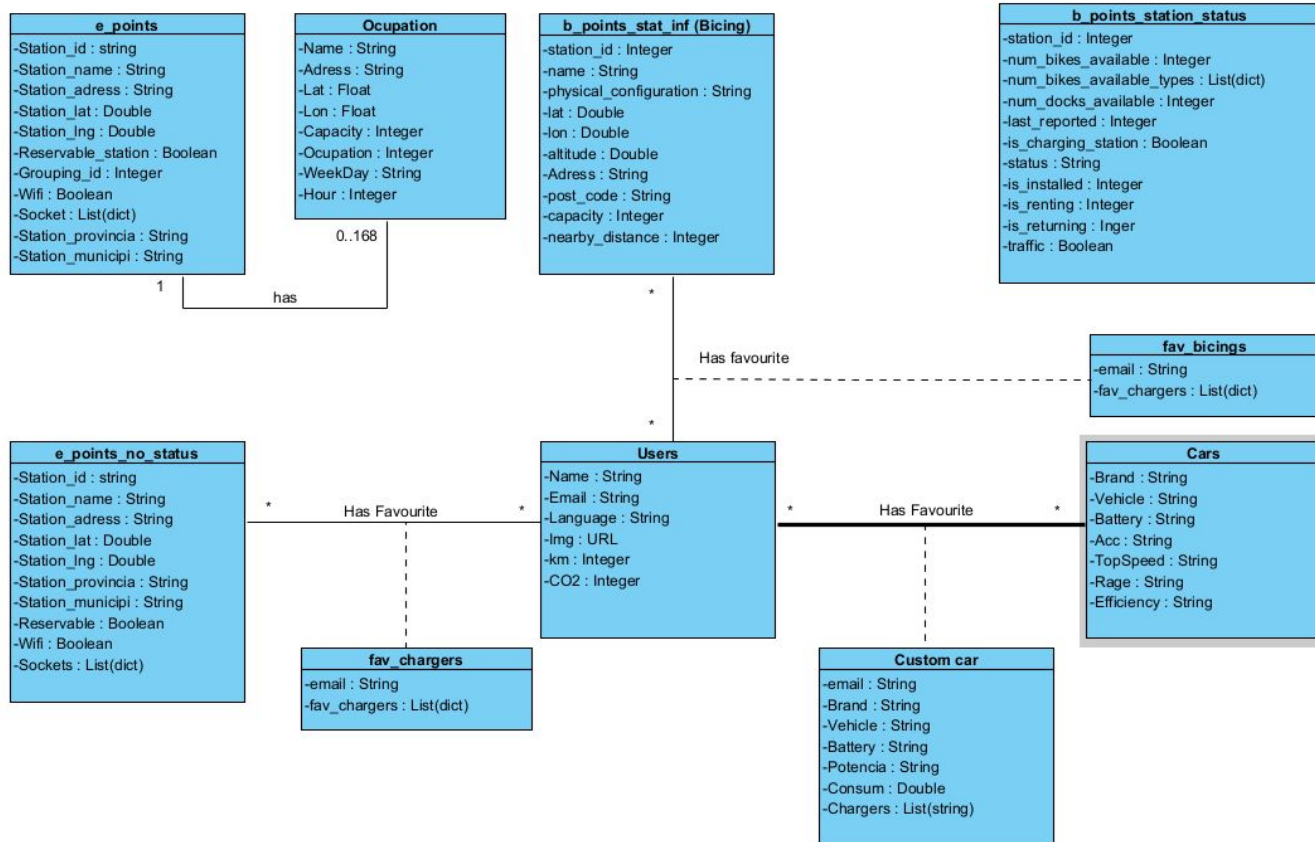 e_points
-Station_id : string
-Station_name : String
-Station_adress : String
-Station_lat : Double
-Station_lng : Double
-Reservable_station : Boolean
-Grouping_id : Integer
-Wifi : Boolean
-Socket : List(dict)
-Station_provincia : String
-Station_municipi : String
Ocupation
-Name : String
-Adress : String
-Lat : Float
-Lon : Float
-Capacity : Integer
-Ocupation : Integer
-WeekDay : String
-Hour : Integer
b_points_stat_inf (Bicing)
-station_id : Integer
-name : String
-physical_configuration : String
-lat : Double
-lon : Double
-altitude : Double
-Adress : String
-post_code : String
-capacity : Integer
-nearby_distance : Integer
b_points_station_status
-station_id : Integer
-num_bikes_available : Integer
-num_bikes_available_types : List(dict)
-num_docks_available : Integer
-last_reported : Integer
-is_charging_station : Boolean
-status : String
-is_installed : Integer
-is_renting : Integer
-is_returning : Inger
-traffic : Boolean
0..168
1
has
*
Has favourite
*
fav_bicings
-email : String
-fav_chargers : List(dict)
e_points_no_status
-Station_id : string
-Station_name : String
-Station_adress : String
-Station_lat : Double
-Station_lng : Double
-Station_provincia : String
-Station_municipi : String
-Reservable : Boolean
-Wifi : Boolean
-Sockets : List(dict)
*
Has Favourite
*
Users
-Name : String
-Email : String
-Language : String
-Img : URL
-km : Integer
-CO2 : Integer
*
Has Favourite
*
Cars
-Brand : String
-Vehicle : String
-Battery : String
-Acc : String
-TopSpeed : String
-Rage : String
-Efficiency : String
fav_chargers
-email : String
-fav_chargers : List(dict)
Custom car
-email : String
-Brand : String
-Vehicle : String
-Battery : String
-Potencia : String
-Consum : Double
-Chargers : List(string)